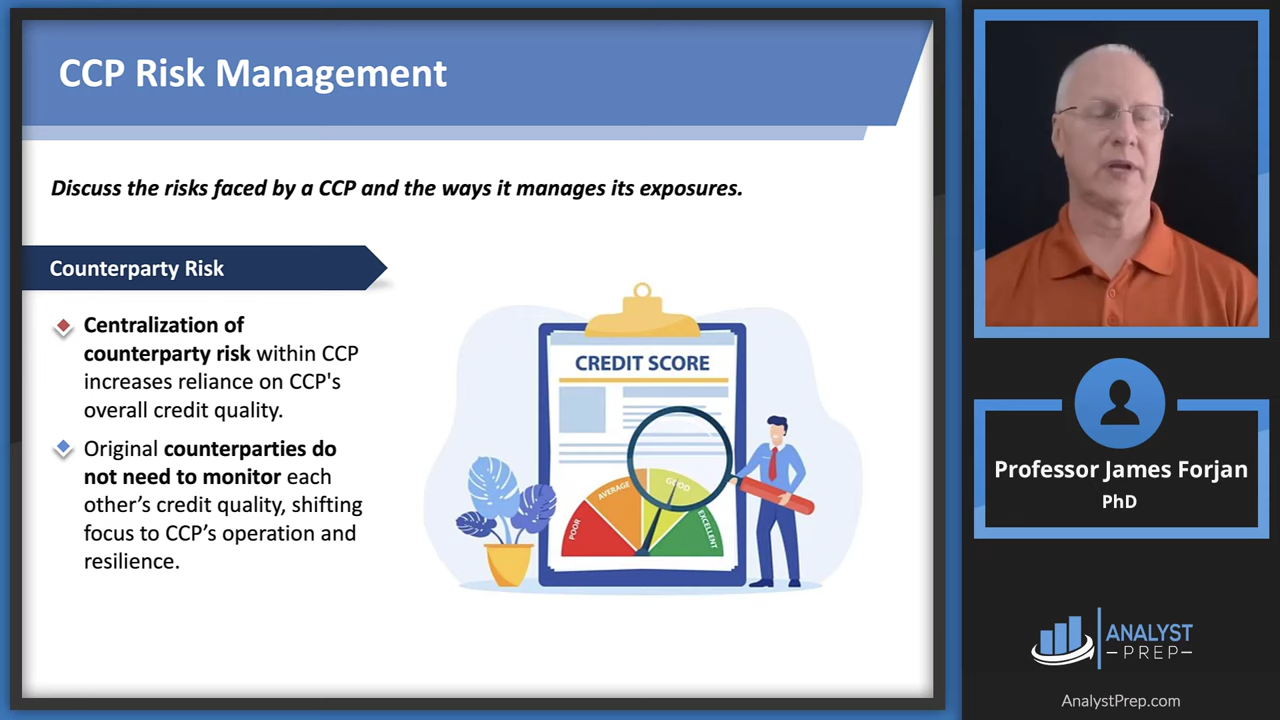 CCP Risk Management
Discuss the risks faced by a CCP and the ways it manages its exposures.
Counterparty Risk
Centralization of
counterparty risk within CCP
increases reliance on CCP's
overall credit quality.
Original counterparties do
not need to monitor each
other’s credit quality, shifting
focus to CCP’s operation and
resilience.
CREDIT SCORE
POOR
AVERAGE
GOOD
EXCELLENT
Professor James Forjan
PhD
ANALYST
PREP
AnalystPrep.com